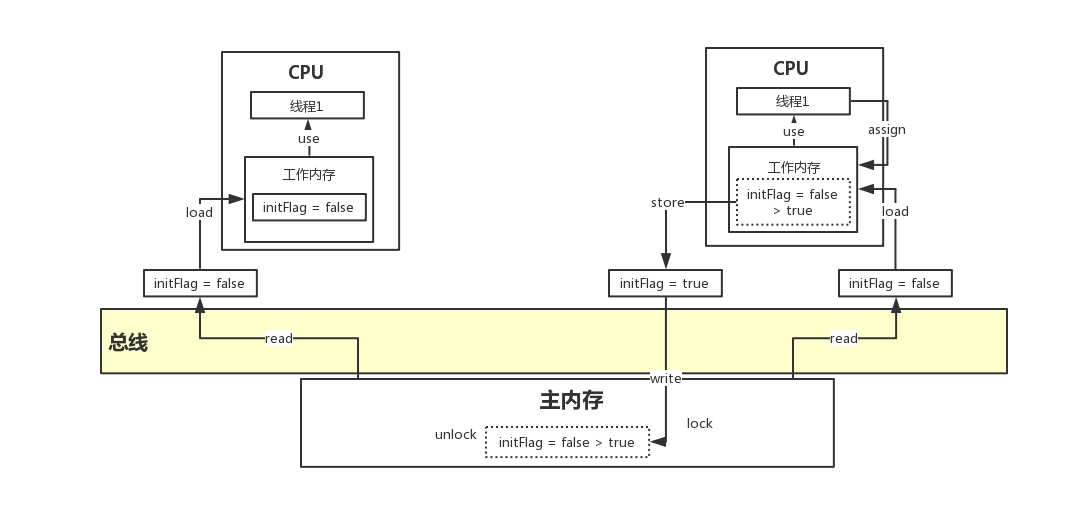 CPU
线程1
use
工作内存
initFlag = false
load
initFlag = false
CPU
线程1
assign
use
工作内存
initFlag = false
> true
store
load
initFlag = true
initFlag = false
总线
read
read
write
主内存
lock
unlock
initFlag = false > true